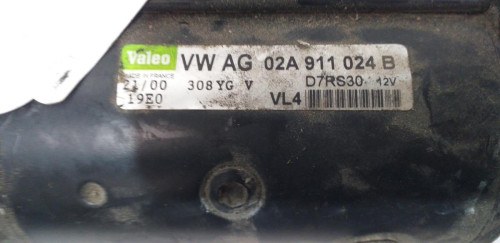 Valeo VW AG 02A 911 024 B
MADE IN FRANCE
21/00 308YG V D7RS30 12V
19E0 VL4